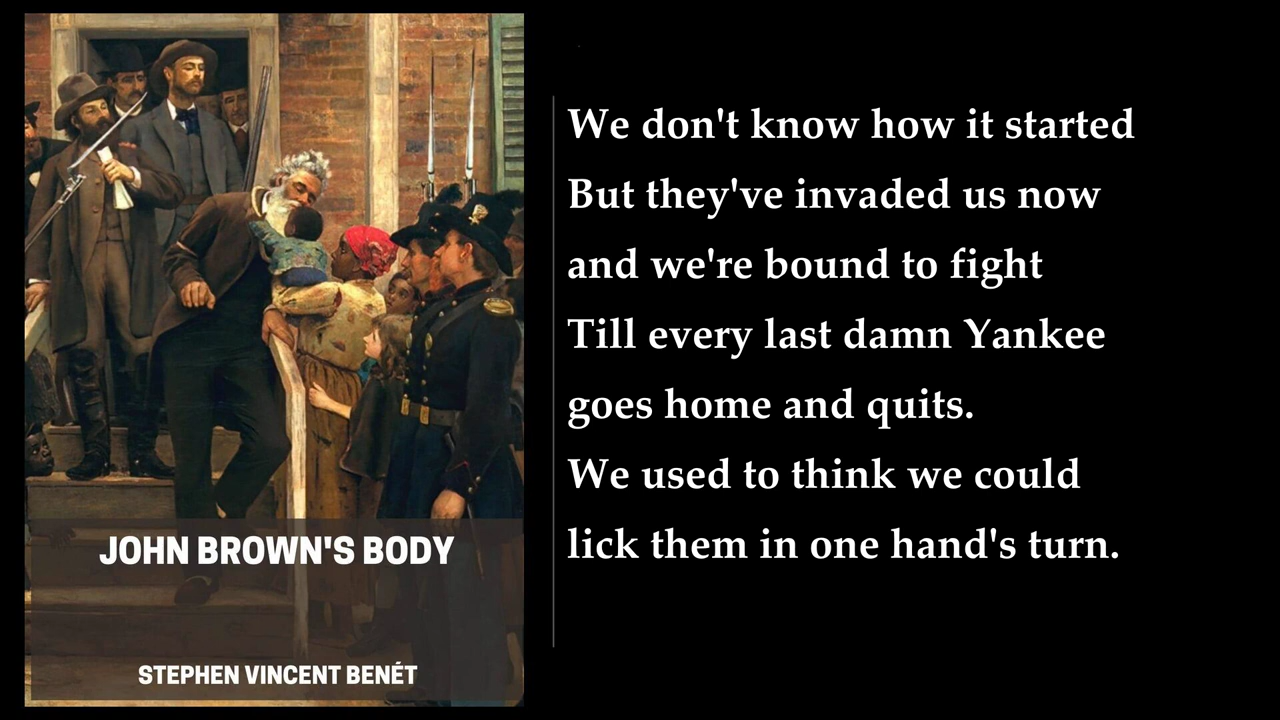 JOHN BROWN'S BODY
STEPHEN VINCENT BENÉT
We don't know how it started
But they've invaded us now
and we're bound to fight
Till every last damn Yankee
goes home and quits.
We used to think we could
lick them in one hand's turn.